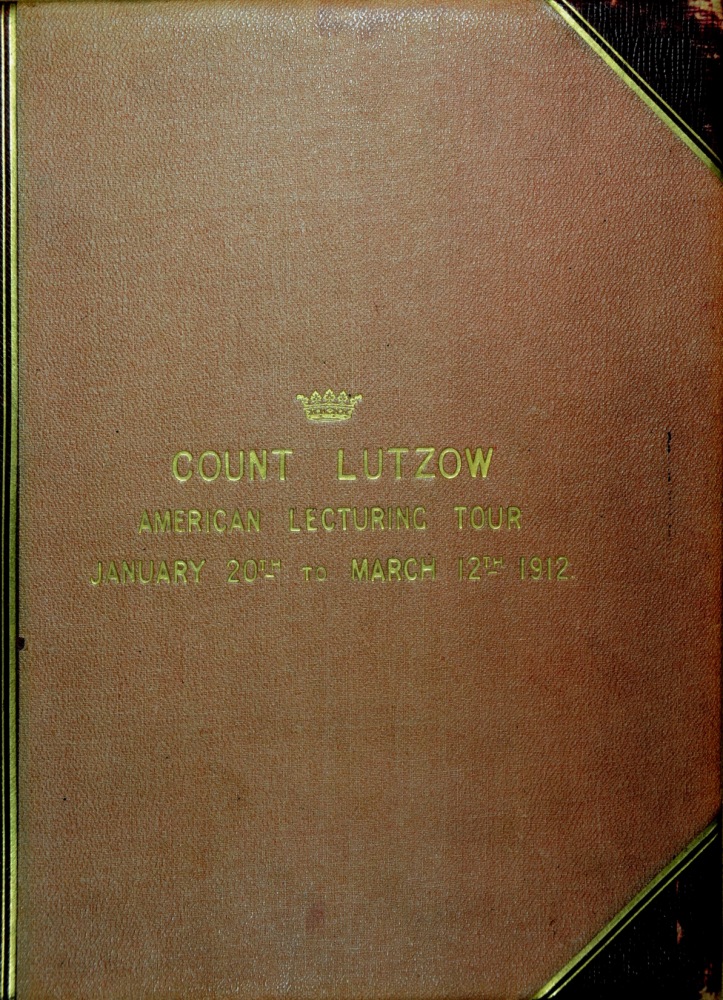 COUNT LUTZOW
AMERICAN LECTURING TOUR
JANUARY 20TH TO MARCH 12TH 1912.